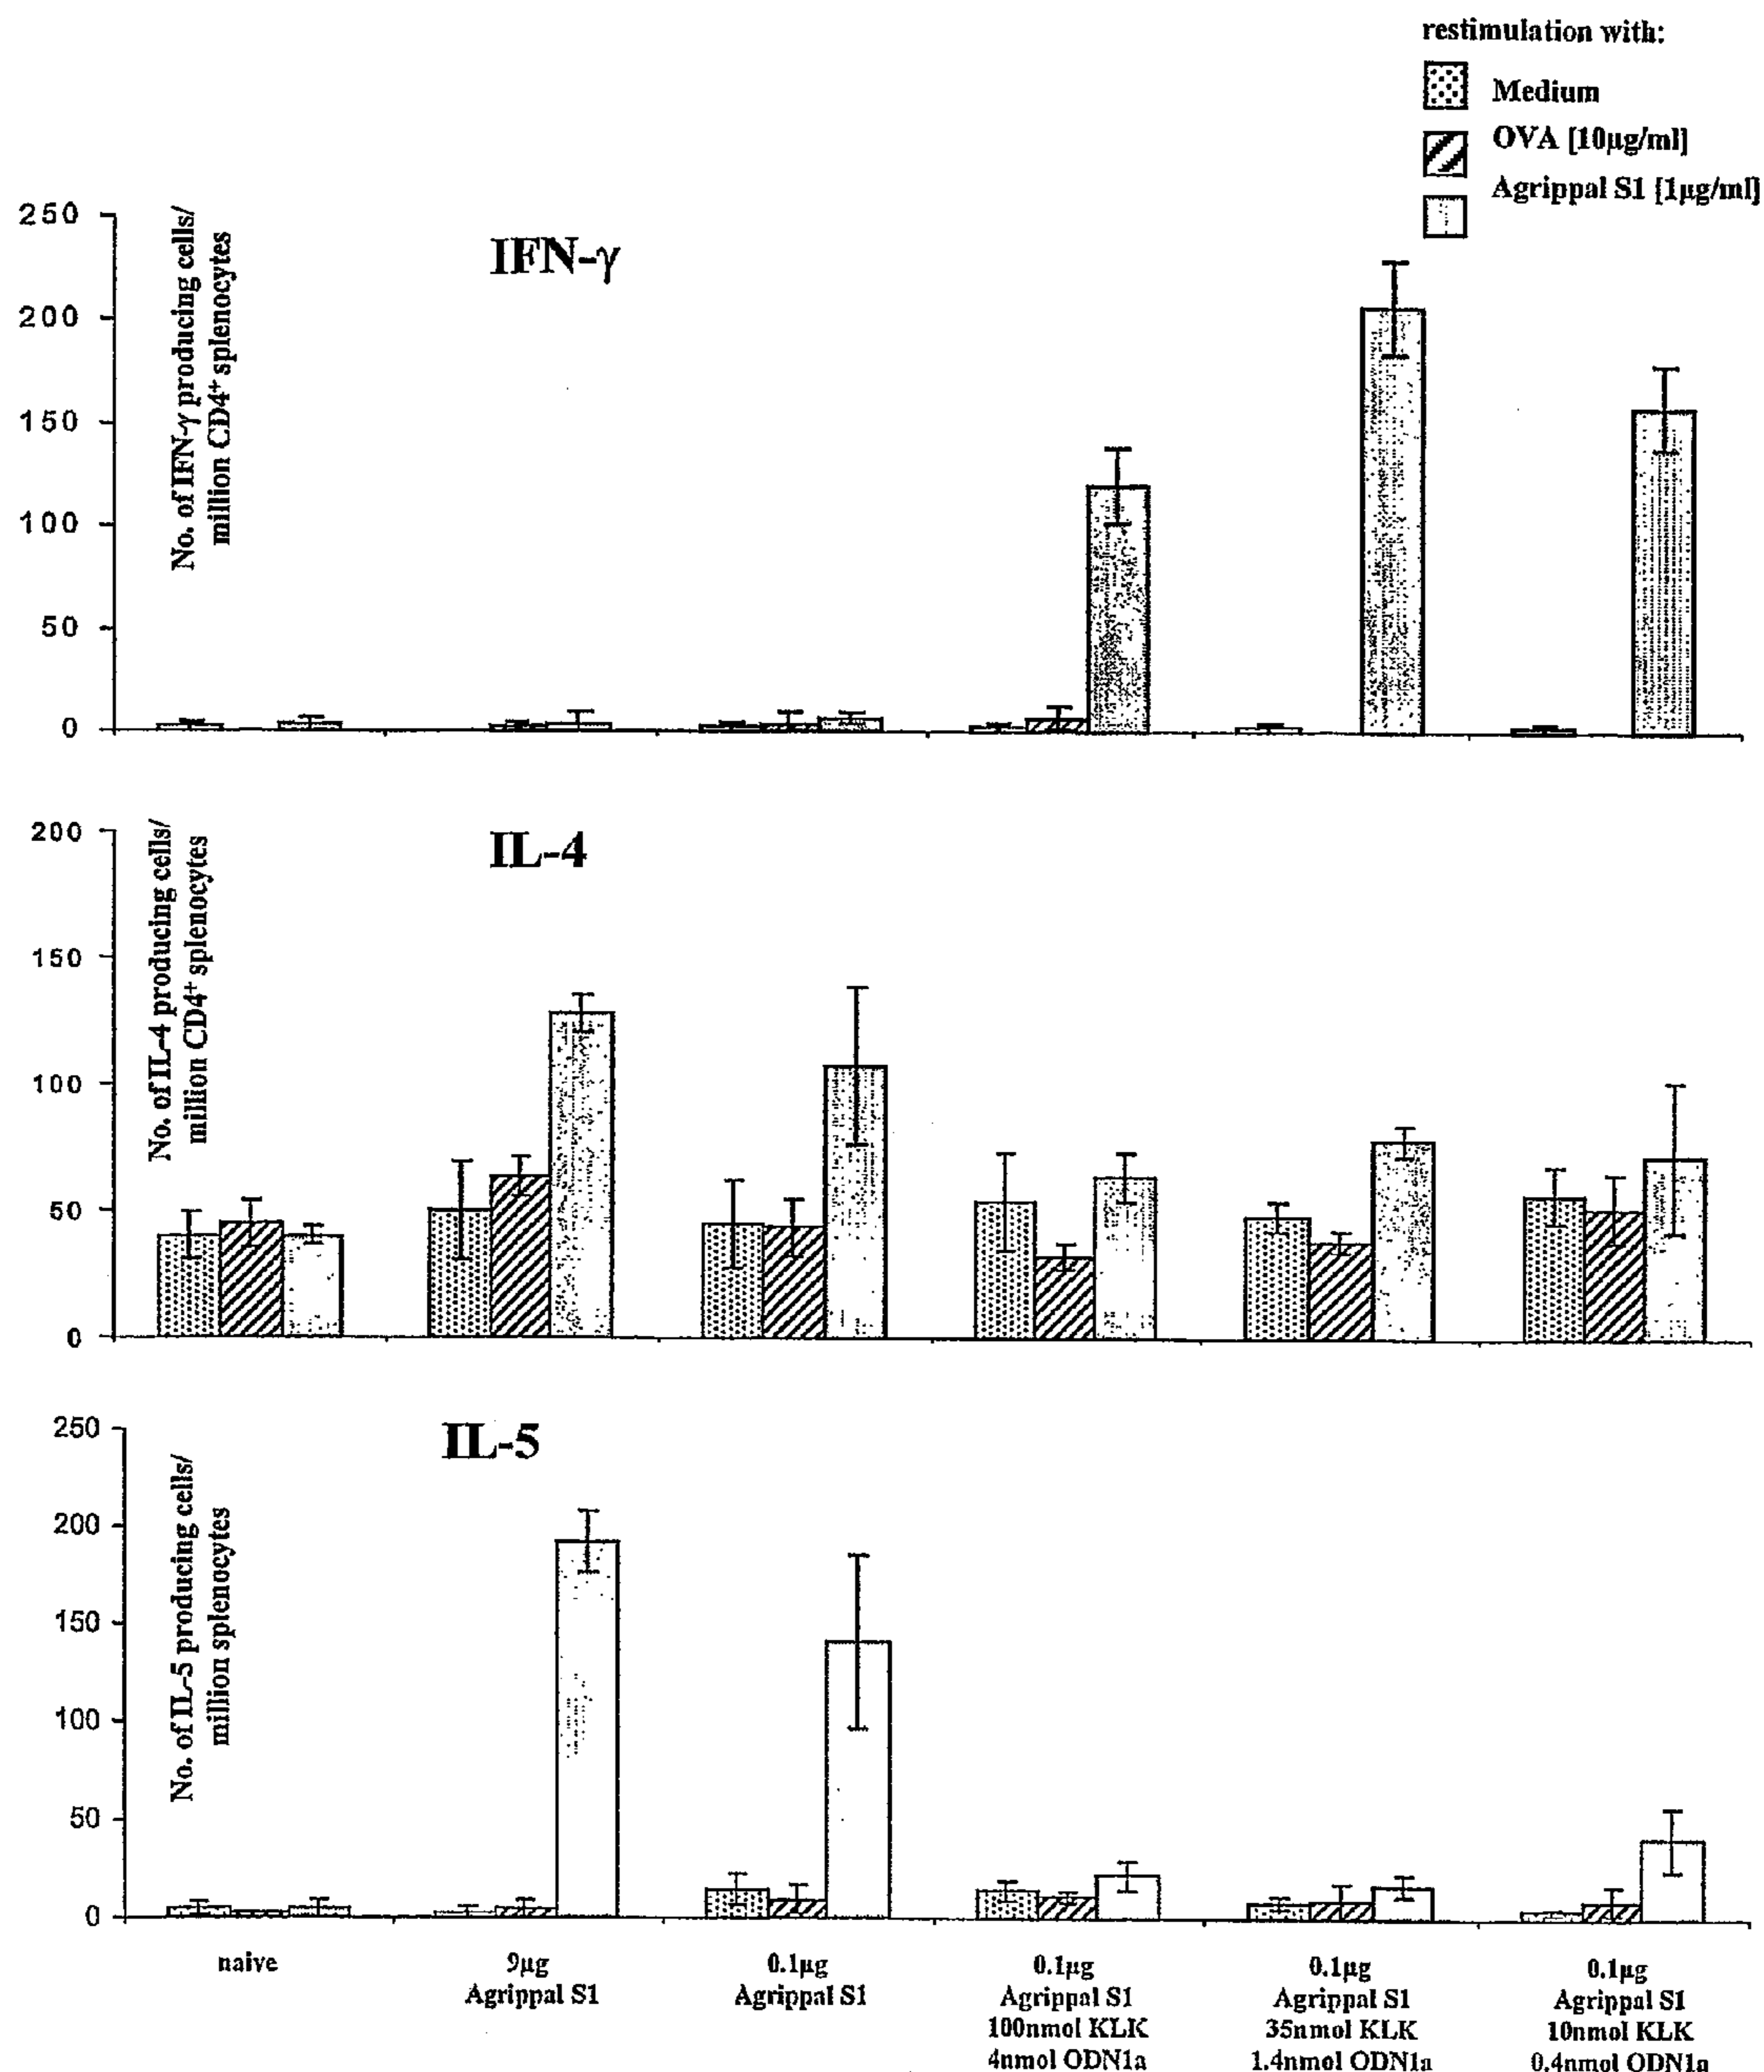 restimulation with:
Medium
OVA [10µg/ml]
Agrippal S1 [1µg/ml]
IFN-γ
No. of IFN-γ producing cells/
million CD4⁺ splenocytes
250
200
150
100
50
0
IL-4
No. of IL-4 producing cells/
million CD4⁺ splenocytes
200
150
100
50
0
IL-5
No. of IL-5 producing cells/
million splenocytes
250
200
150
100
50
0
naive
9µg
Agrippal S1
0.1µg
Agrippal S1
0.1µg
Agrippal S1
100nmol KLK
4nmol ODN1a
0.1µg
Agrippal S1
35nmol KLK
1.4nmol ODN1a
0.1µg
Agrippal S1
10nmol KLK
0.4nmol ODN1a